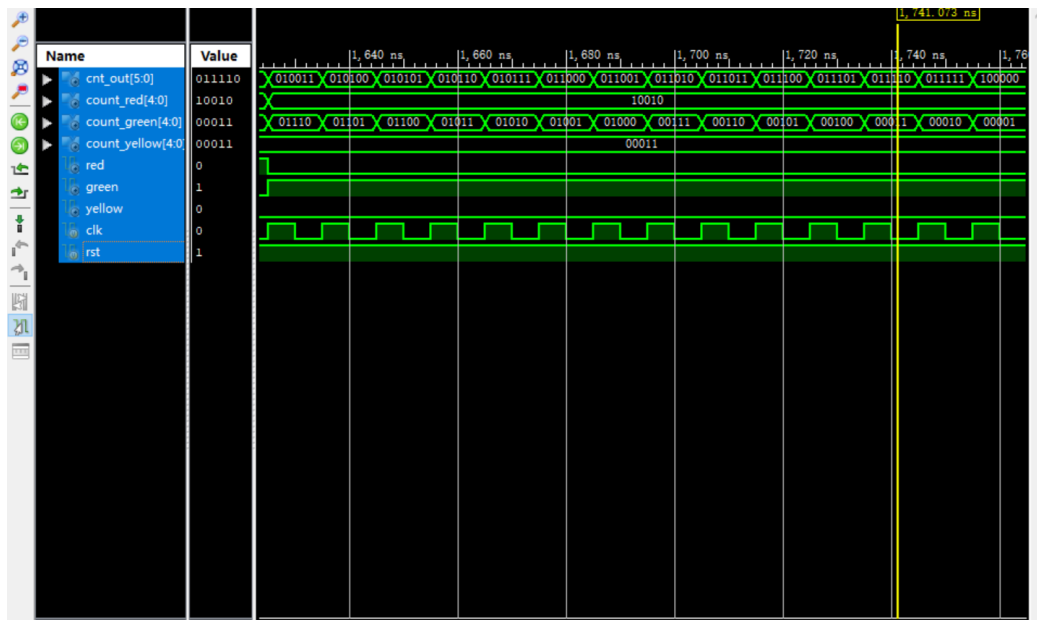 1,741.073 ns
Name Value 1,640 ns 1,660 ns 1,680 ns 1,700 ns 1,720 ns 1,740 ns 1,76
cnt_out[5:0] 011110 010011 010100 010101 010110 010111 011000 011001 011010 011011 011100 011101 011110 011111 100000
count_red[4:0] 10010 10010
count_green[4:0] 00011 01110 01101 01100 01011 01010 01001 01000 00111 00110 00101 00100 00011 00010 00001
count_yellow[4:0] 00011 00011
red 0
green 1
yellow 0
clk 0
rst 1